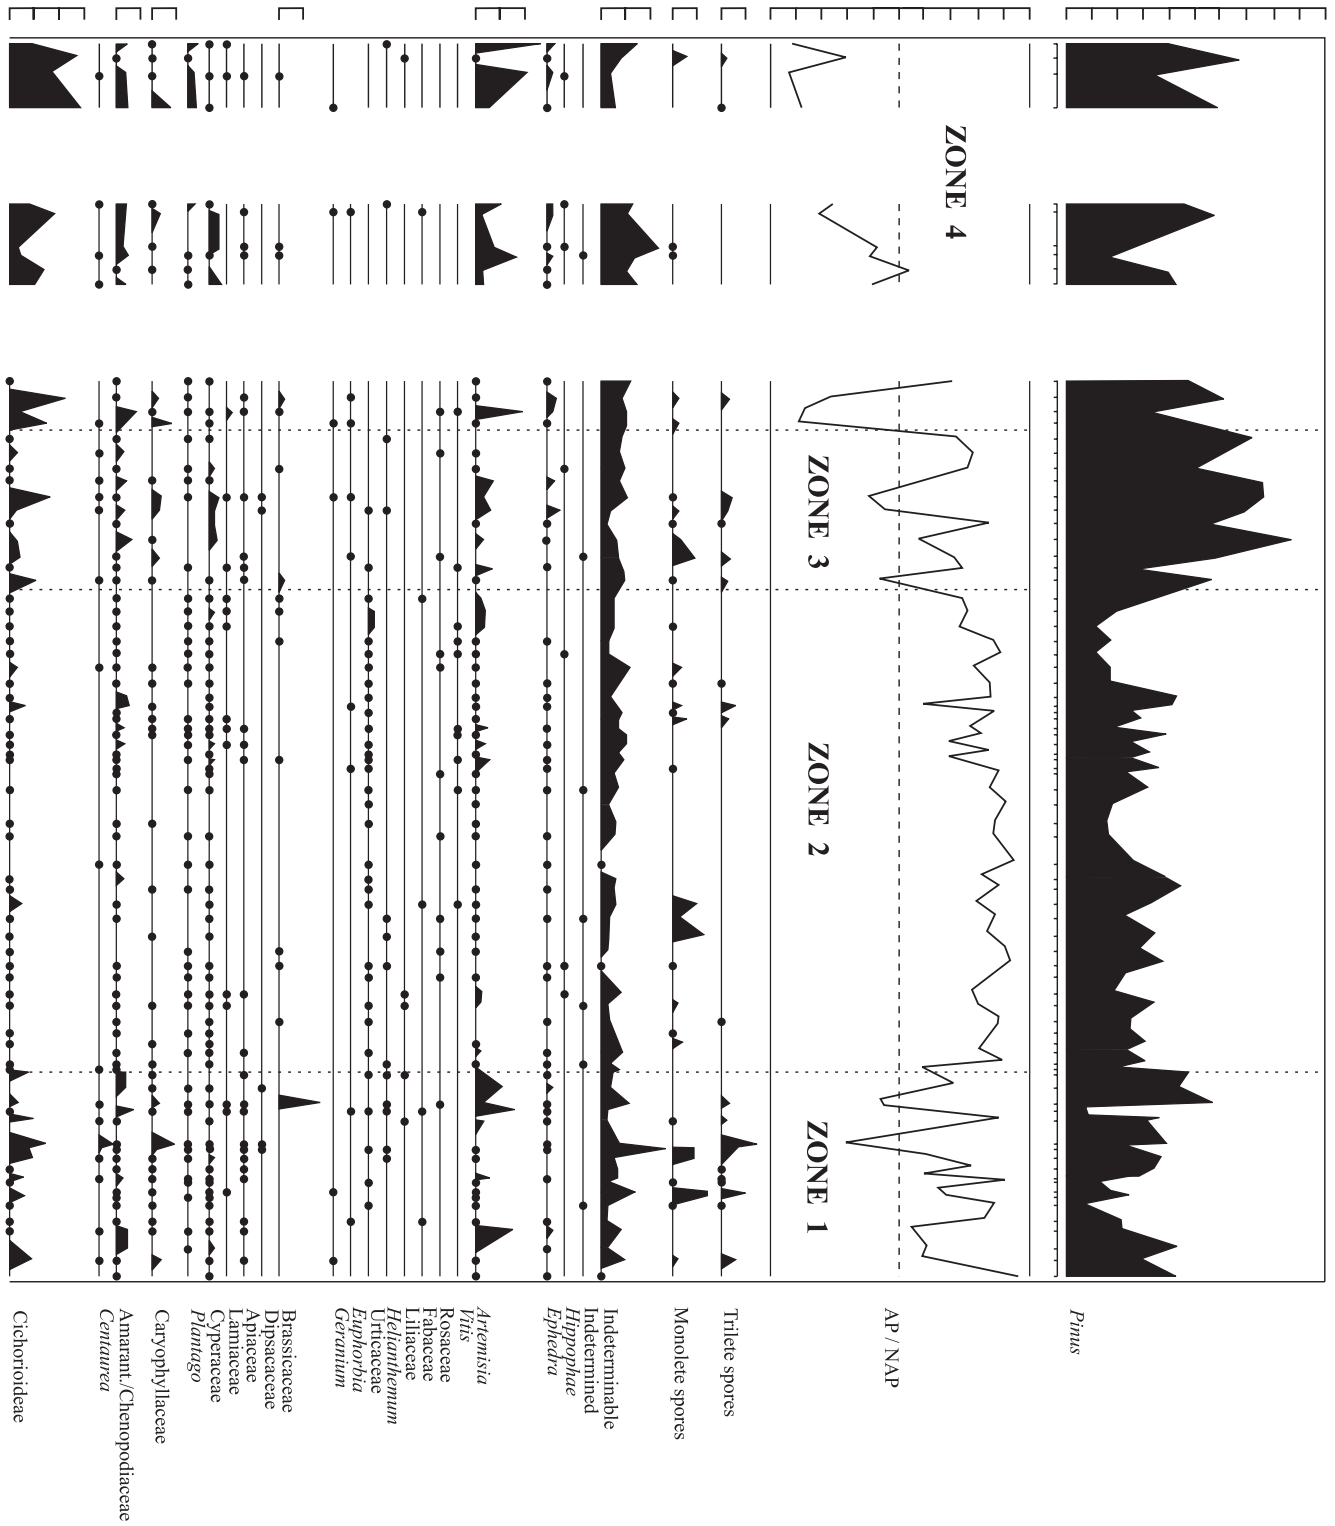 ZONE 4
ZONE 3
ZONE 2
ZONE 1
Cichorioideae
Centaurea
Amarant./Chenopodiaceae
Caryophyllaceae
Plantago
Cyperaceae
Lamiaceae
Apiaceae
Dipsacaceae
Brassicaceae
Geranium
Euphorbia
Urticaceae
Helianthemum
Liliaceae
Fabaceae
Rosaceae
Vitis
Artemisia
Ephedra
Hippophae
Indetermined
Indeterminable
Monolete spores
Trilete spores
AP / NAP
Pinus